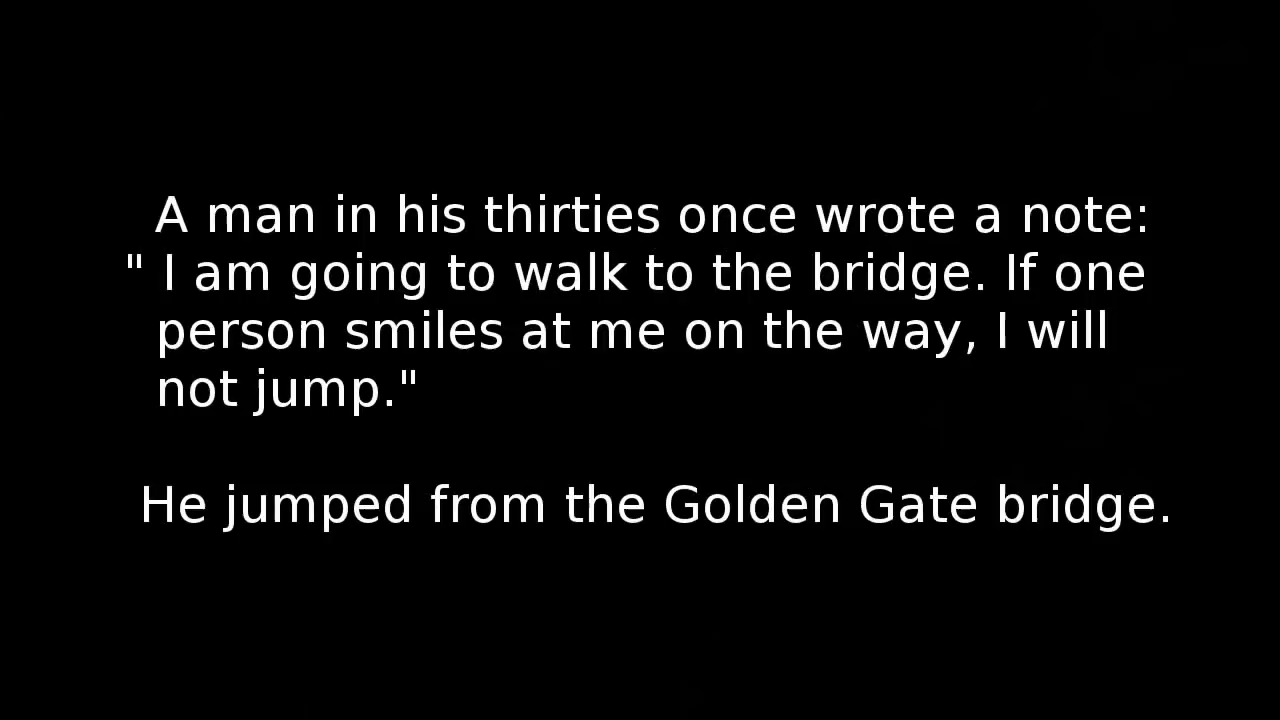 A man in his thirties once wrote a note:
" I am going to walk to the bridge. If one
person smiles at me on the way, I will
not jump."
He jumped from the Golden Gate bridge.